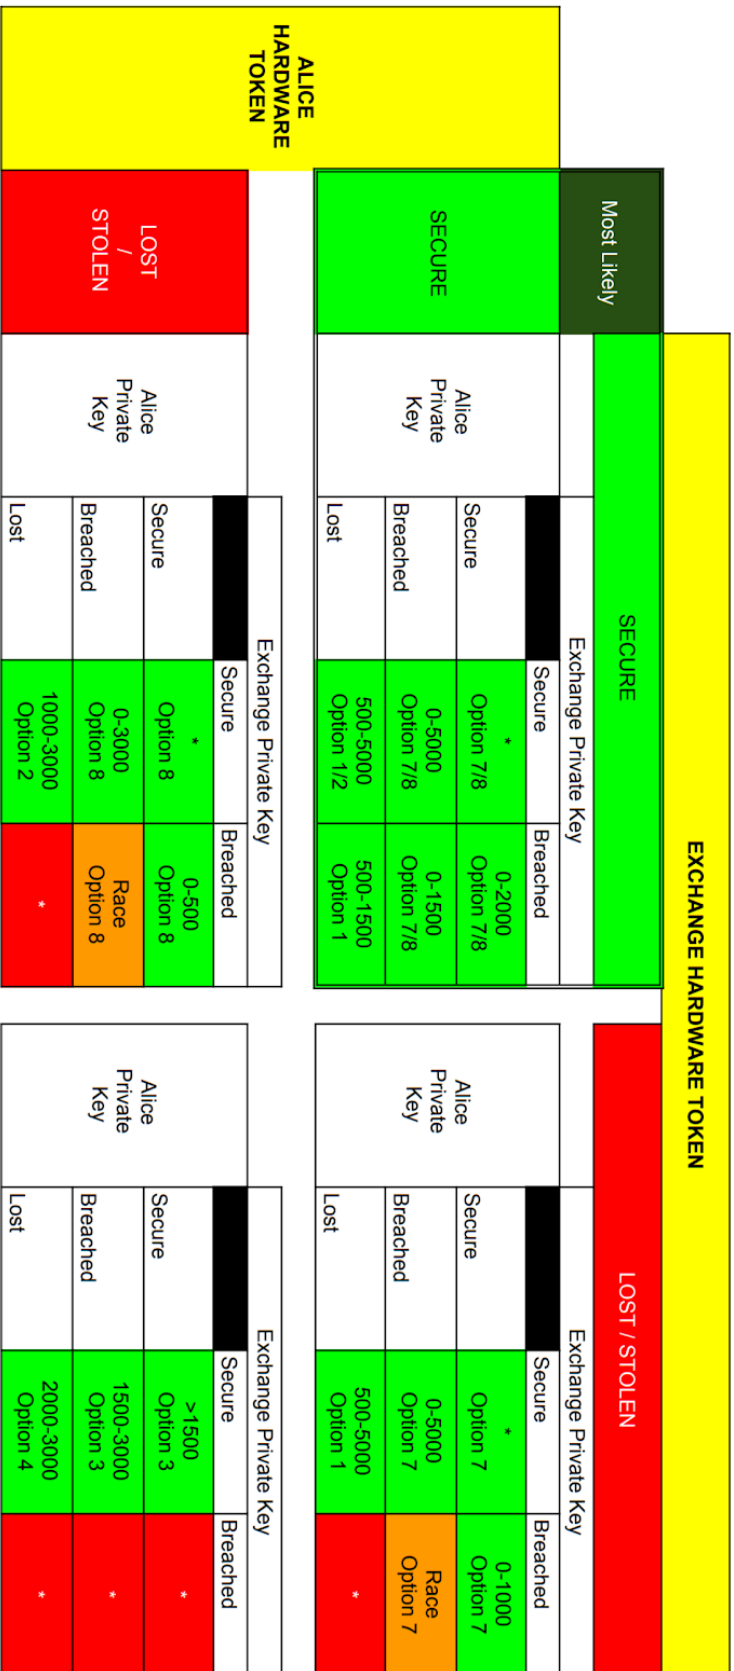 EXCHANGE HARDWARE TOKEN
Most Likely
SECURE
LOST / STOLEN
ALICE
HARDWARE
TOKEN
SECURE
Alice
Private
Key
Exchange Private Key
Secure
Breached
Secure
*
Option 7/8
0-2000
Option 7/8
Breached
0-5000
Option 7/8
0-1500
Option 7/8
Lost
500-5000
Option 1/2
500-1500
Option 1
Alice
Private
Key
Exchange Private Key
Secure
Breached
Secure
*
Option 7
0-1000
Option 7
Breached
0-5000
Option 7
Race
Option 7
Lost
500-5000
Option 1
*
LOST
/
STOLEN
Alice
Private
Key
Exchange Private Key
Secure
Breached
Secure
*
Option 8
0-500
Option 8
Breached
0-3000
Option 8
Race
Option 8
Lost
1000-3000
Option 2
*
Alice
Private
Key
Exchange Private Key
Secure
Breached
Secure
>1500
Option 3
*
Breached
1500-3000
Option 3
*
Lost
2000-3000
Option 4
*